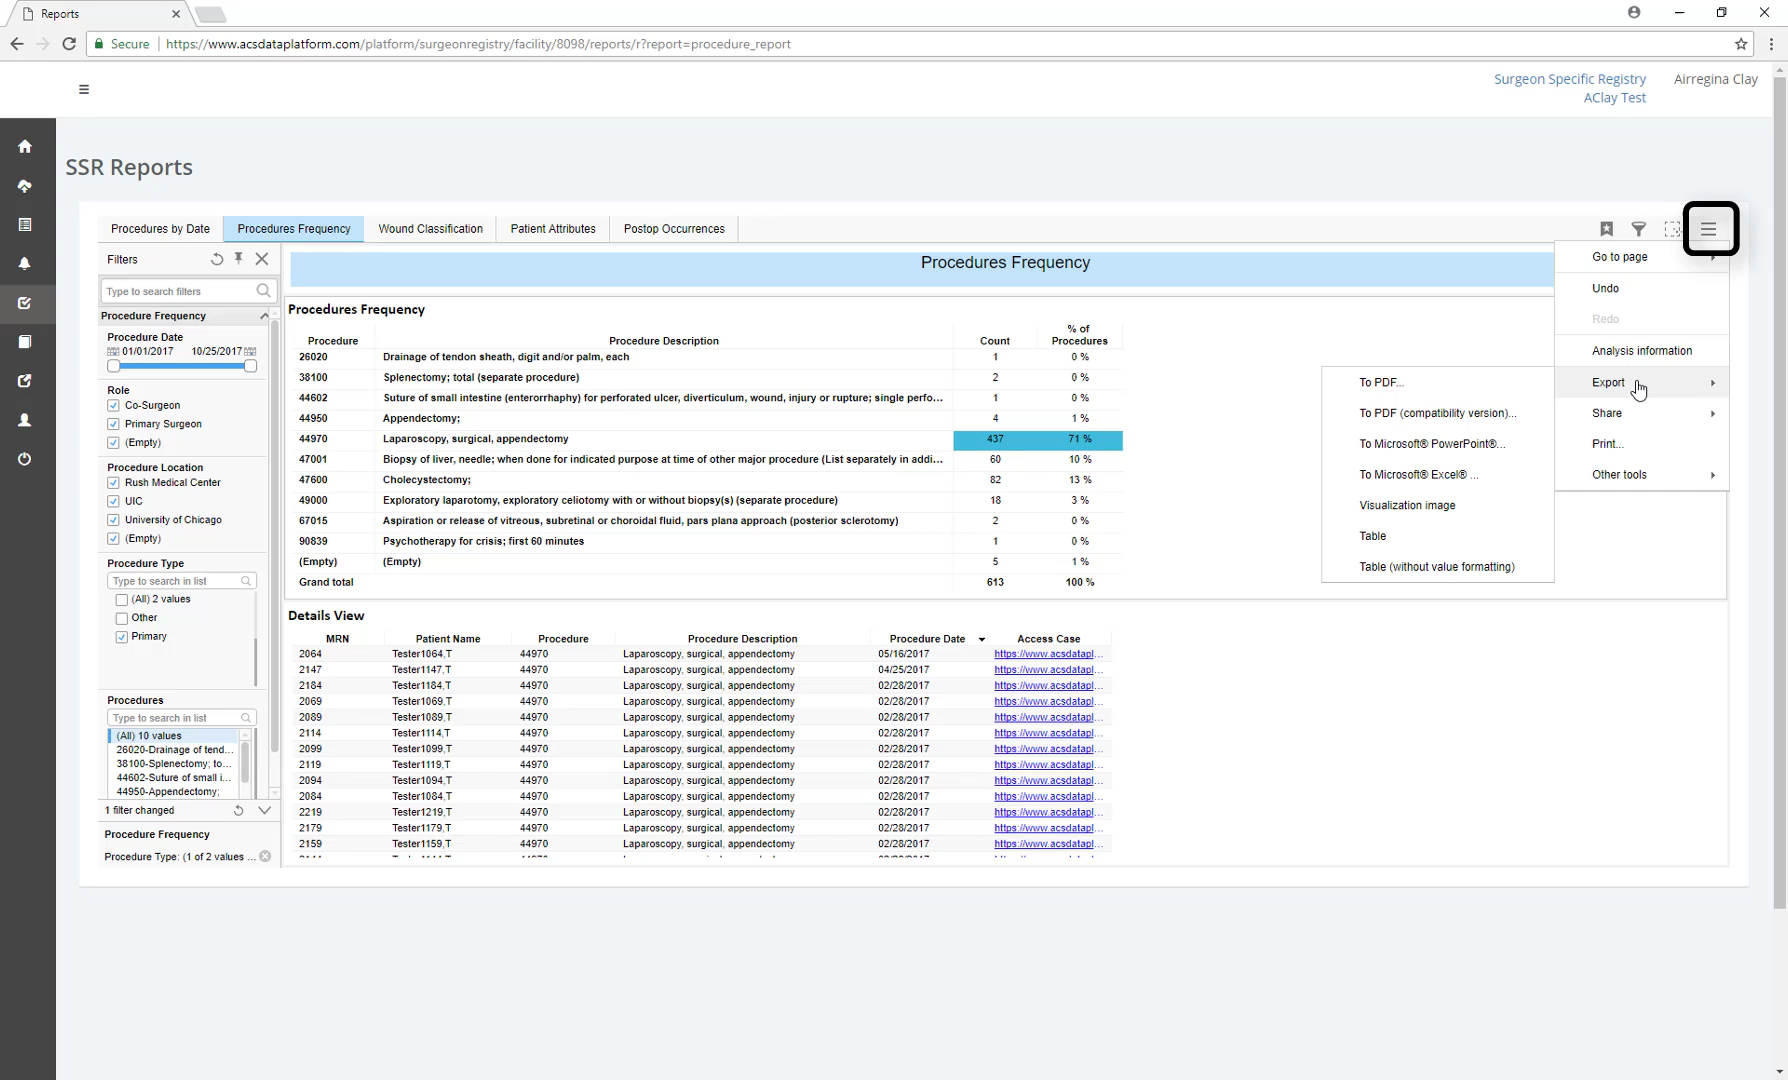 Reports
Secure | https://www.acsdataplatform.com/platform/surgeonregistry/facility/8098/reports/r?report=procedure_report
Surgeon Specific Registry Airregina Clay
AClay Test
SSR Reports
Procedures by Date Procedures Frequency Wound Classification Patient Attributes Postop Occurrences
Filters
Type to search filters
Procedure Frequency
Procedure Date
01/01/2017 10/25/2017
Role
Co-Surgeon
Primary Surgeon
(Empty)
Procedure Location
Rush Medical Center
UIC
University of Chicago
(Empty)
Procedure Type
Type to search in list
(All) 2 values
Other
Primary
Procedures
Type to search in list
(All) 10 values
26020-Drainage of tend...
38100-Splenectomy; to...
44602-Suture of small i...
44950-Appendectomy;
1 filter changed
Procedure Frequency
Procedure Type: (1 of 2 values ...
Procedures Frequency
Procedures Frequency
Procedure Procedure Description Count % of Procedures
26020 Drainage of tendon sheath, digit and/or palm, each 1 0 %
38100 Splenectomy; total (separate procedure) 2 0 %
44602 Suture of small intestine (enterorrhaphy) for perforated ulcer, diverticulum, wound, injury or rupture; single perfo... 1 0 %
44950 Appendectomy; 4 1 %
44970 Laparoscopy, surgical, appendectomy 437 71 %
47001 Biopsy of liver, needle; when done for indicated purpose at time of other major procedure (List separately in addi... 60 10 %
47600 Cholecystectomy; 82 13 %
49000 Exploratory laparotomy, exploratory celiotomy with or without biopsy(s) (separate procedure) 18 3 %
67015 Aspiration or release of vitreous, subretinal or choroidal fluid, pars plana approach (posterior sclerotomy) 2 0 %
90839 Psychotherapy for crisis; first 60 minutes 1 0 %
(Empty) (Empty) 5 1 %
Grand total 613 100 %
Details View
MRN Patient Name Procedure Procedure Description Procedure Date Access Case
2064 Tester1064,T 44970 Laparoscopy, surgical, appendectomy 05/16/2017 https://www.acsdatapl...
2147 Tester1147,T 44970 Laparoscopy, surgical, appendectomy 04/25/2017 https://www.acsdatapl...
2184 Tester1184,T 44970 Laparoscopy, surgical, appendectomy 02/28/2017 https://www.acsdatapl...
2069 Tester1069,T 44970 Laparoscopy, surgical, appendectomy 02/28/2017 https://www.acsdatapl...
2089 Tester1089,T 44970 Laparoscopy, surgical, appendectomy 02/28/2017 https://www.acsdatapl...
2114 Tester1114,T 44970 Laparoscopy, surgical, appendectomy 02/28/2017 https://www.acsdatapl...
2099 Tester1099,T 44970 Laparoscopy, surgical, appendectomy 02/28/2017 https://www.acsdatapl...
2119 Tester1119,T 44970 Laparoscopy, surgical, appendectomy 02/28/2017 https://www.acsdatapl...
2094 Tester1094,T 44970 Laparoscopy, surgical, appendectomy 02/28/2017 https://www.acsdatapl...
2084 Tester1084,T 44970 Laparoscopy, surgical, appendectomy 02/28/2017 https://www.acsdatapl...
2219 Tester1219,T 44970 Laparoscopy, surgical, appendectomy 02/28/2017 https://www.acsdatapl...
2179 Tester1179,T 44970 Laparoscopy, surgical, appendectomy 02/28/2017 https://www.acsdatapl...
2159 Tester1159,T 44970 Laparoscopy, surgical, appendectomy 02/28/2017 https://www.acsdatapl...
Go to page
Undo
Redo
Analysis information
Export
Share
Print...
Other tools
To PDF...
To PDF (compatibility version)...
To Microsoft® PowerPoint®...
To Microsoft® Excel® ...
Visualization image
Table
Table (without value formatting)